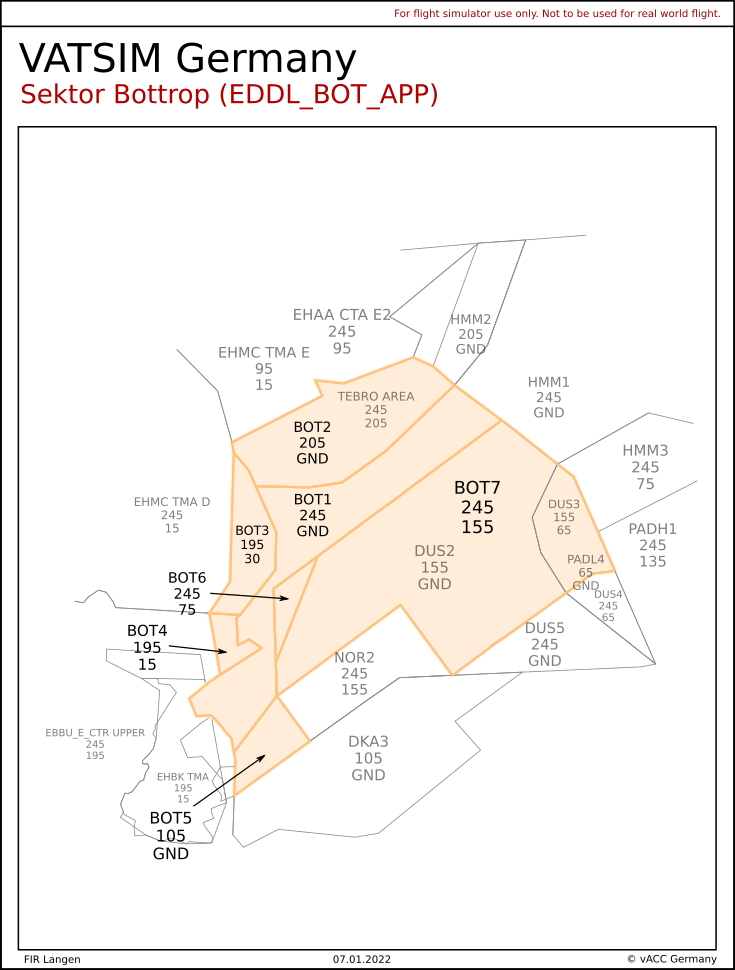 For flight simulator use only. Not to be used for real world flight.
VATSIM Germany
Sektor Bottrop (EDDL_BOT_APP)
EHAA CTA E2
245
95
HMM2
205
GND
EHMC TMA E
95
15
HMM1
245
GND
TEBRO AREA
245
205
BOT2
205
GND
HMM3
245
75
BOT7
245
155
BOT1
245
GND
EHMC TMA D
245
15
DUS3
155
65
BOT3
195
30
PADH1
245
135
DUS2
155
GND
PADL4
65
GND
BOT6
245
75
DUS4
245
65
BOT4
195
15
DUS5
245
GND
NOR2
245
155
EBBU_E_CTR UPPER
245
195
DKA3
105
GND
EHBK TMA
195
15
BOT5
105
GND
FIR Langen
07.01.2022
© vACC Germany